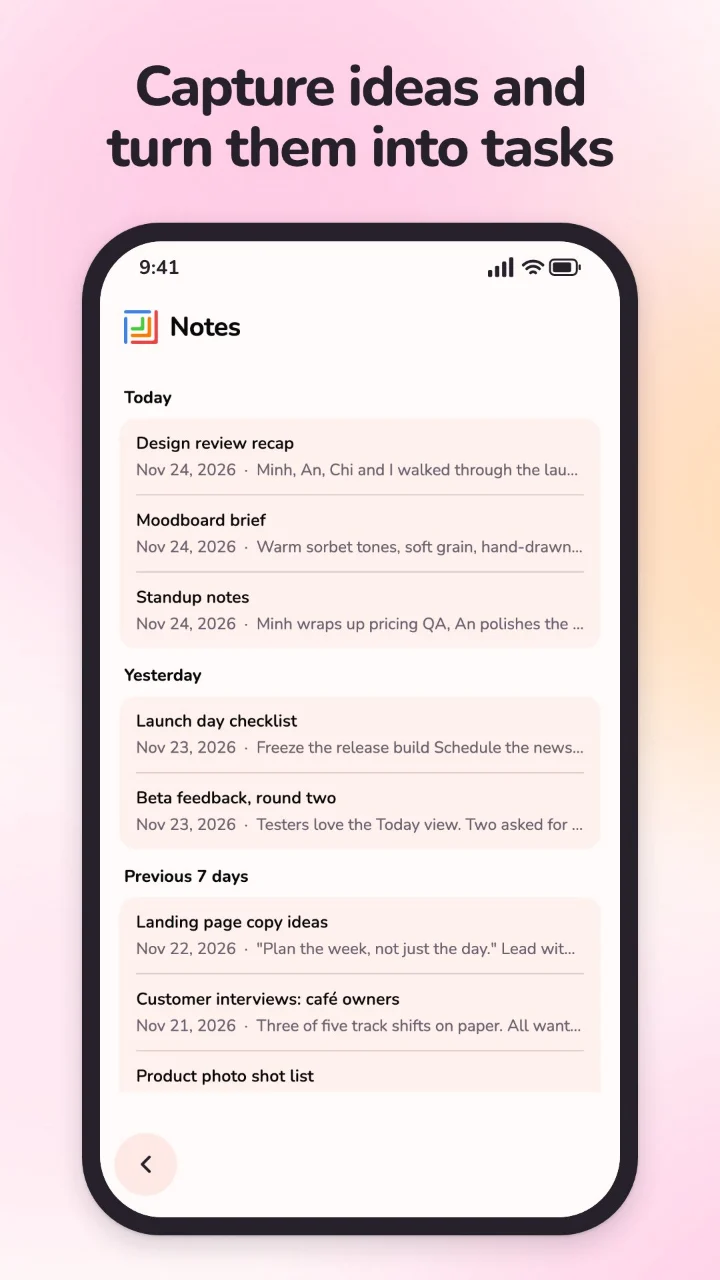 Capture ideas and
turn them into tasks
9:41
Notes
Today
Design review recap
Nov 24, 2026 · Minh, An, Chi and I walked through the lau...
Moodboard brief
Nov 24, 2026 · Warm sorbet tones, soft grain, hand-drawn...
Standup notes
Nov 24, 2026 · Minh wraps up pricing QA, An polishes the ...
Yesterday
Launch day checklist
Nov 23, 2026 · Freeze the release build Schedule the news...
Beta feedback, round two
Nov 23, 2026 · Testers love the Today view. Two asked for ...
Previous 7 days
Landing page copy ideas
Nov 22, 2026 · "Plan the week, not just the day." Lead wit...
Customer interviews: café owners
Nov 21, 2026 · Three of five track shifts on paper. All want...
Product photo shot list